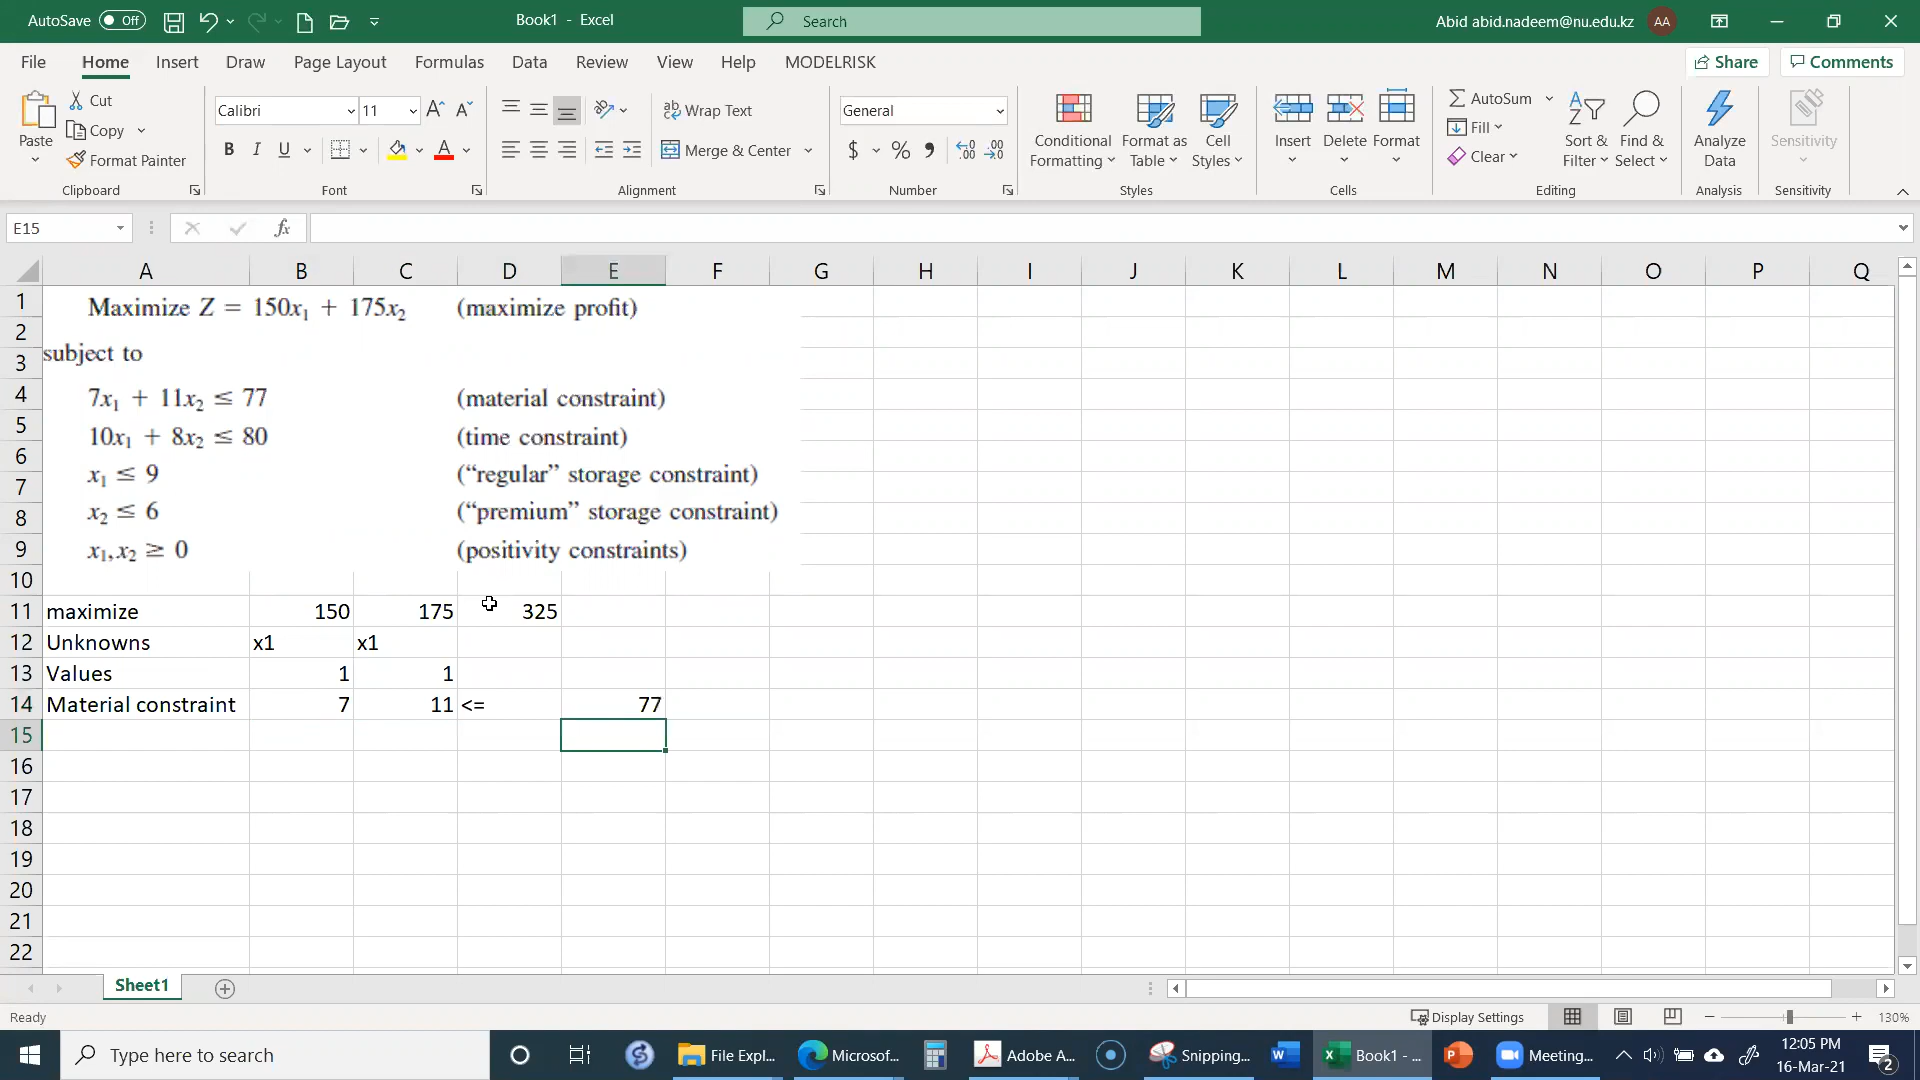 AutoSave Off
Book1 - Excel
Search
Abid abid.nadeem@nu.edu.kz AA
File Home Insert Draw Page Layout Formulas Data Review View Help MODELRISK
Share Comments
Paste
Cut
Copy
Format Painter
Clipboard
Calibri 11
B I U
Font
Wrap Text
Merge & Center
Alignment
General
$ % 9
Number
Conditional Formatting
Format as Table
Cell Styles
Styles
Insert Delete Format
Cells
AutoSum
Fill
Clear
Sort & Filter
Find & Select
Editing
Analyze Data
Analysis
Sensitivity
Sensitivity
E15 fx
A B C D E F G H I J K L M N O P Q
1
2
3
4
5
6
7
8
9
10
Maximize Z = 150x₁ + 175x₂ (maximize profit)
subject to
7x₁ + 11x₂ ≤ 77 (material constraint)
10x₁ + 8x₂ ≤ 80 (time constraint)
x₁ ≤ 9 (“regular” storage constraint)
x₂ ≤ 6 (“premium” storage constraint)
x₁, x₂ ≥ 0 (positivity constraints)
11 maximize 150 175 325
12 Unknowns x1 x1
13 Values 1 1
14 Material constraint 7 11 <= 77
15
16
17
18
19
20
21
22
Sheet1
Ready
Display Settings
130%
Type here to search
File Expl...
Microsof...
Adobe A...
Snipping...
Book1 - ...
Meeting...
12:05 PM
16-Mar-21
2